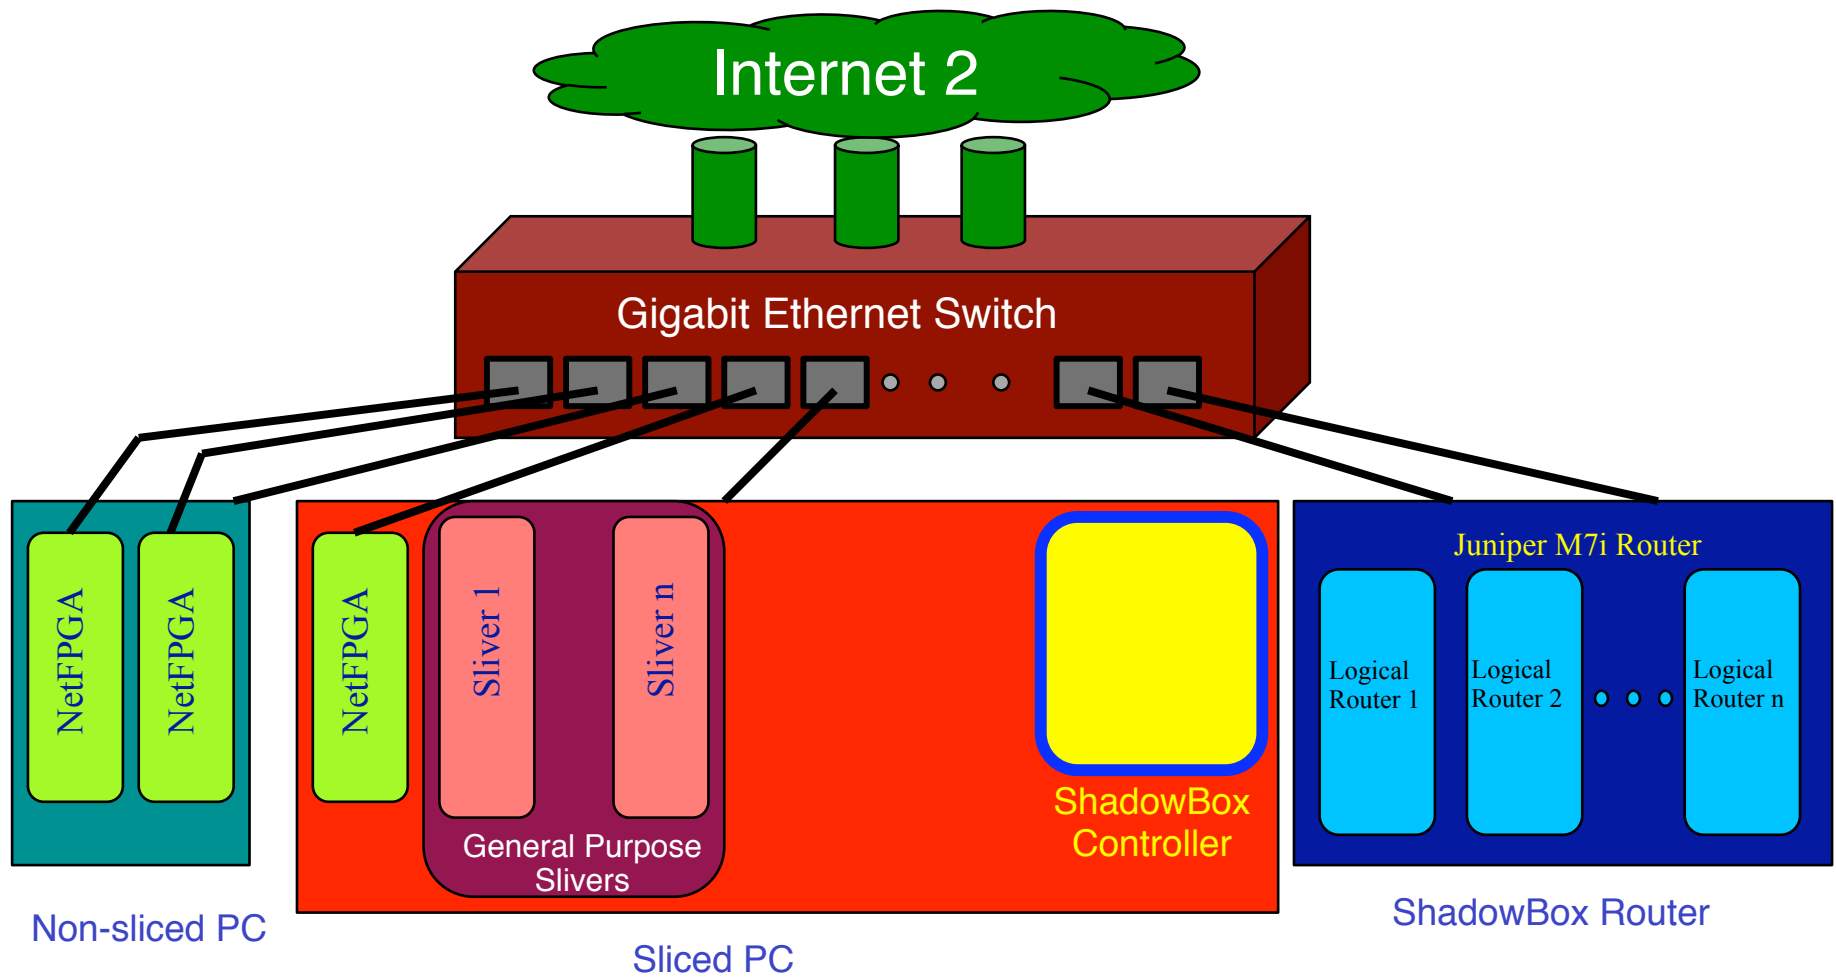 Internet 2
Gigabit Ethernet Switch
NetFPGA
NetFPGA
Non-sliced PC
NetFPGA
Sliver 1
Sliver n
General Purpose
Slivers
ShadowBox
Controller
Sliced PC
Juniper M7i Router
Logical
Router 1
Logical
Router 2
Logical
Router n
ShadowBox Router